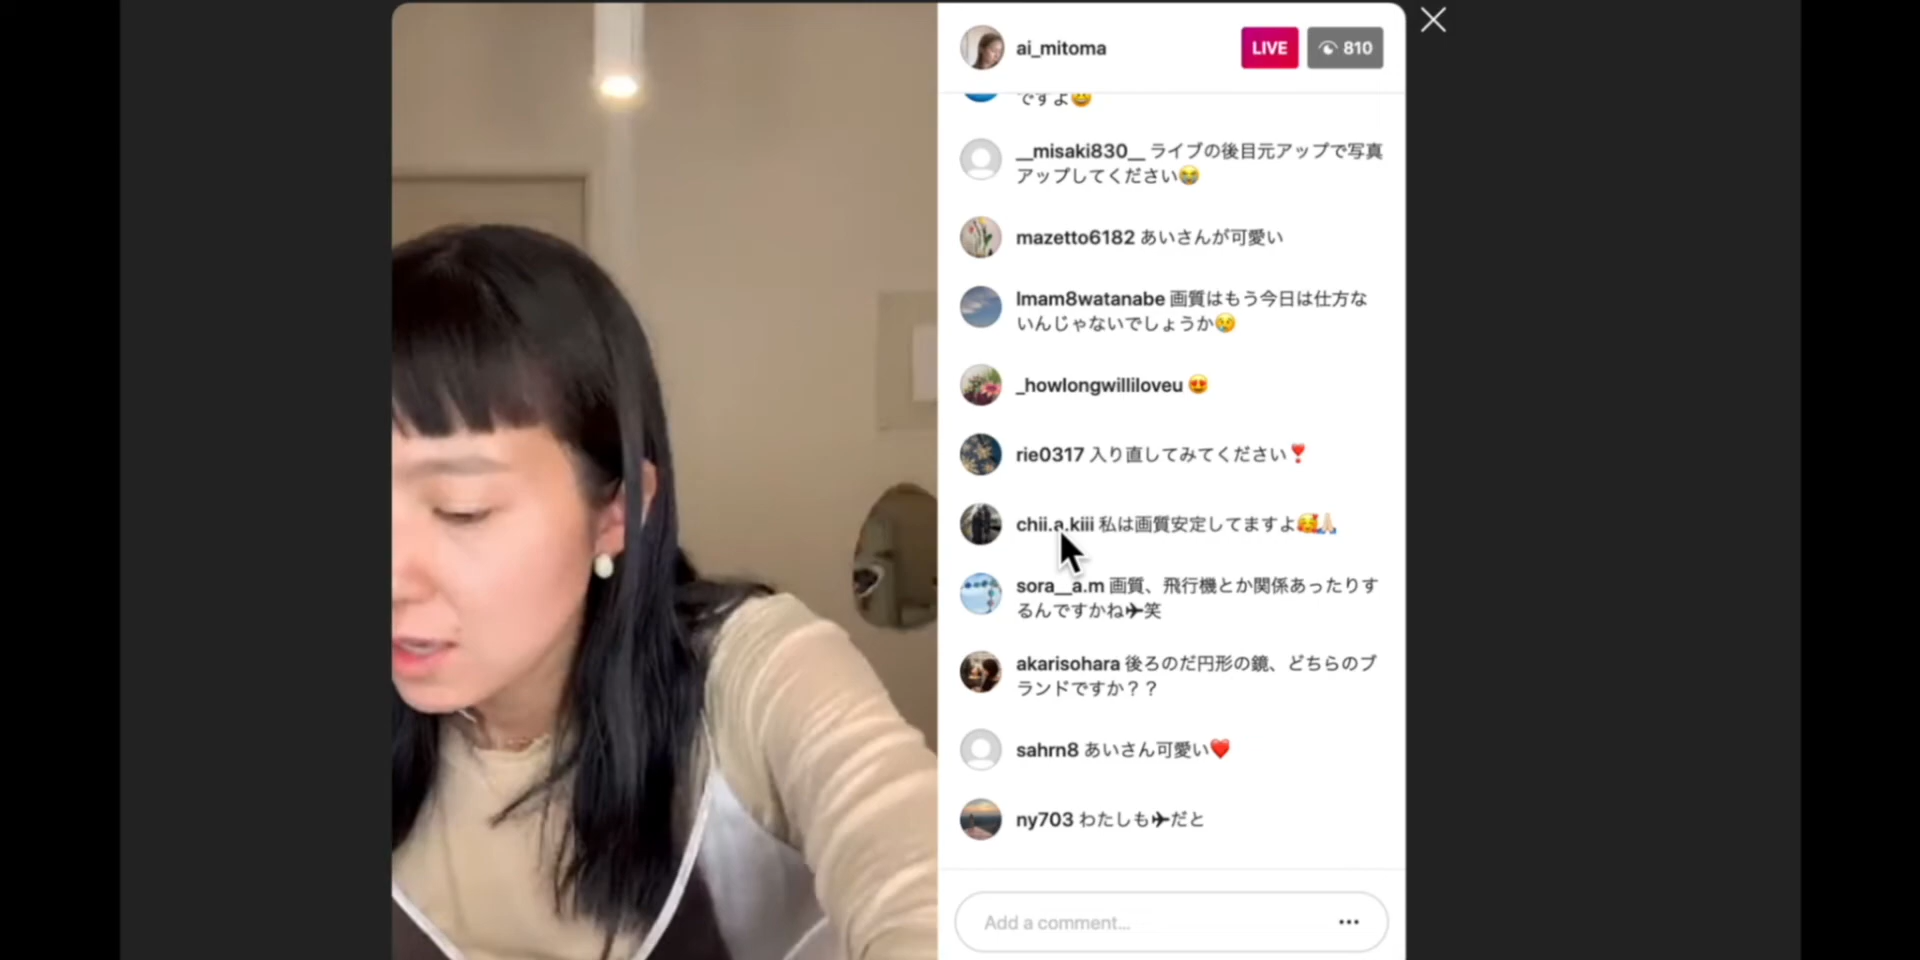 ai_mitoma
LIVE
810
ですよ😆
__misaki830__ ライブの後目元アップで写真
アップしてください😭
mazetto6182 あいさんが可愛い
lmam8watanabe 画質はもう今日は仕方な
いんじゃないでしょうか😢
_howlongwilliloveu 😍
rie0317 入り直してみてください❣️
chii.a.kiii 私は画質安定してますよ🥰🙏🏻
sora__a.m 画質、飛行機とか関係あったりす
るんですかね✈︎笑
akarisohara 後ろのだ円形の鏡、どちらのブ
ランドですか？？
sahrn8 あいさん可愛い❤️
ny703 わたしも✈︎だと
Add a comment...